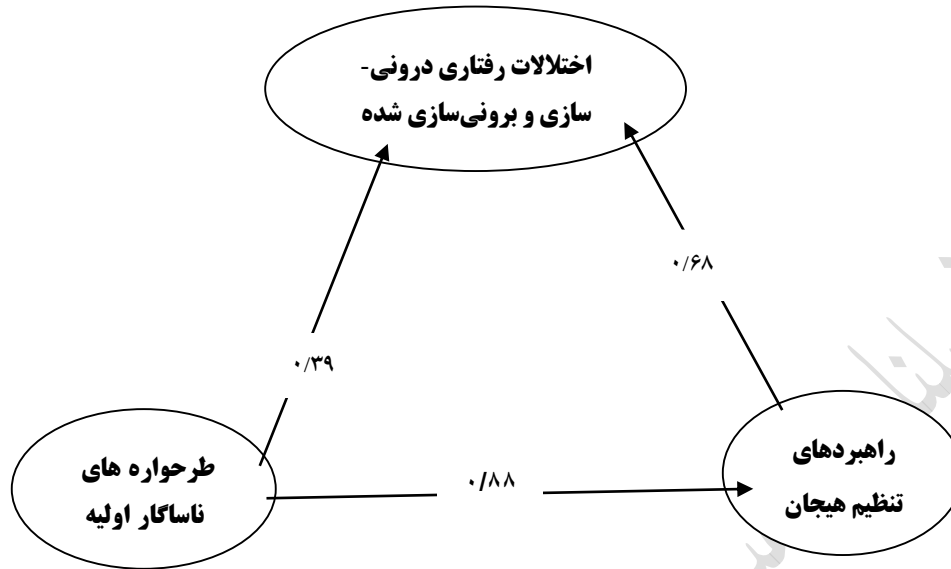 اختلالات رفتاری درونی-
سازی و برونی‌سازی شده
۰/۶۸
۰/۳۹
طرحواره های
ناساگار اولیه
۰/۸۸
راهبردهای
تنظیم هیجان